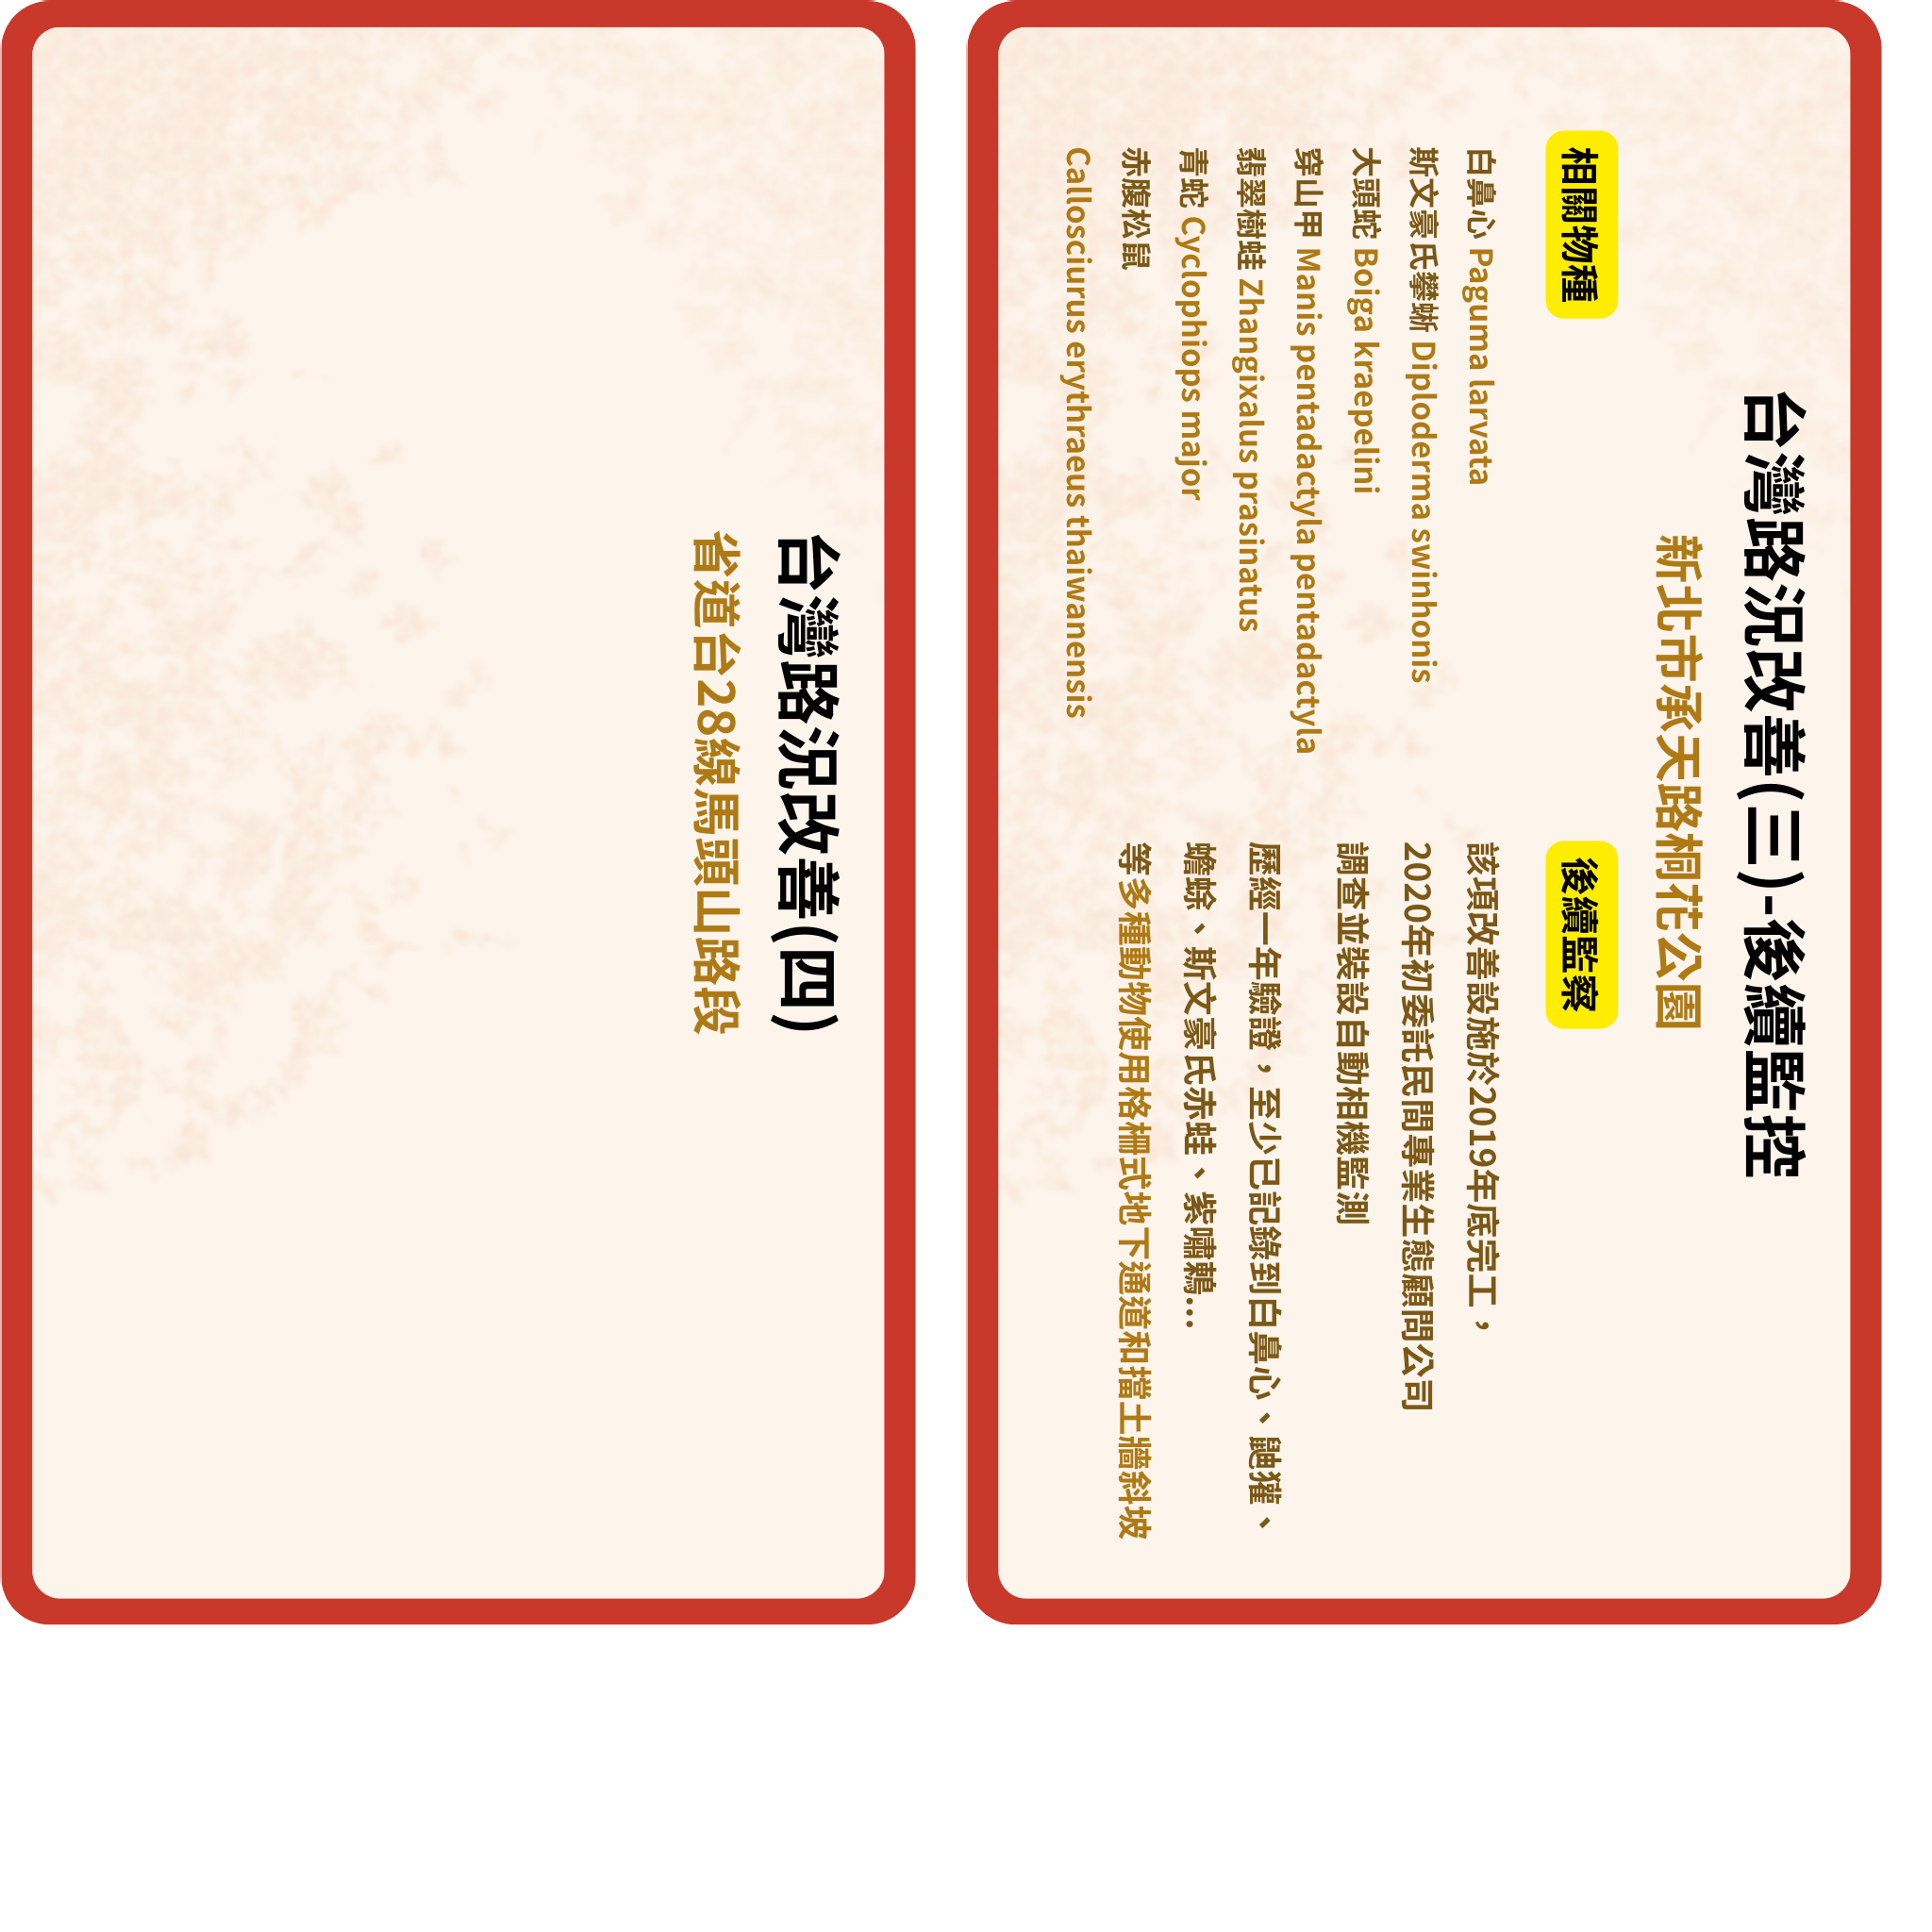 台灣路況改善(三)-後續監控
新北市承天路桐花公園
相關物種
白鼻心 Paguma larvata
斯文豪氏攀蜥 Diploderma swinhonis
大頭蛇 Boiga kraepelini
穿山甲 Manis pentadactyla pentadactyla
翡翠樹蛙 Zhangixalus prasinatus
青蛇 Cyclophiops major
赤腹松鼠
Callosciurus erythraeus thaiwanensis
後續監察
該項改善設施於2019年底完工，
2020年初委託民間專業生態顧問公司
調查並裝設自動相機監測
歷經一年驗證，至少已記錄到白鼻心、鼬獾、
蟾蜍、斯文豪氏赤蛙、紫嘯鶇...
等多種動物使用格柵式地下通道和擋土牆斜坡
台灣路況改善(四)
省道台28線馬頭山路段